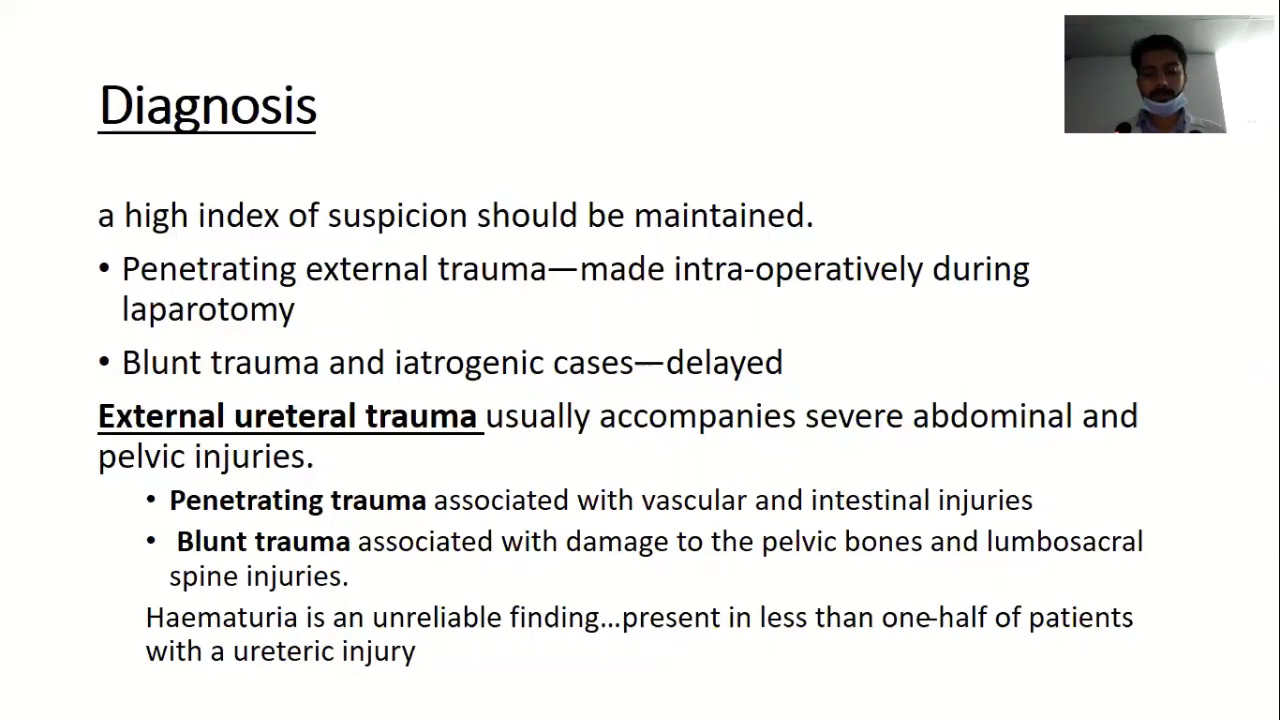 Diagnosis
a high index of suspicion should be maintained.
• Penetrating external trauma—made intra-operatively during
laparotomy
• Blunt trauma and iatrogenic cases—delayed
External ureteral trauma usually accompanies severe abdominal and
pelvic injuries.
• Penetrating trauma associated with vascular and intestinal injuries
• Blunt trauma associated with damage to the pelvic bones and lumbosacral
spine injuries.
Haematuria is an unreliable finding...present in less than one-half of patients
with a ureteric injury